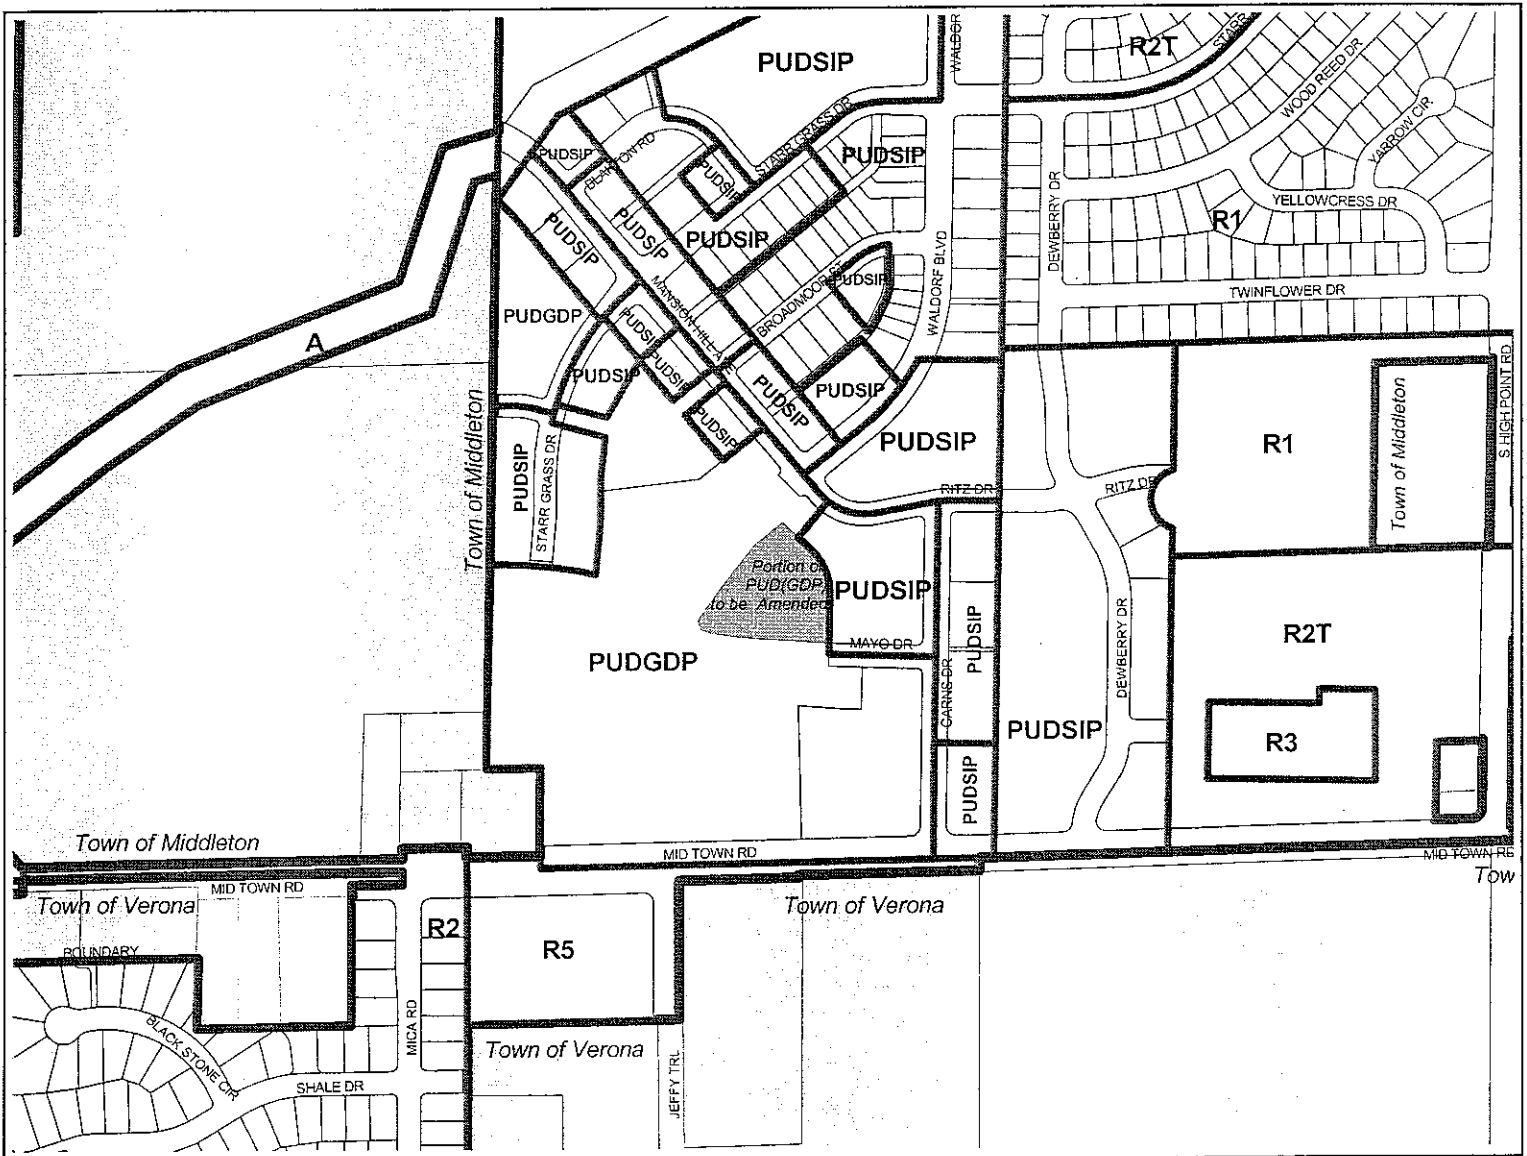 PUDSIP
WALDOR
R2T
STARR
WOOD REED DR
YARROW CIR
PUDSIP
BLANTON RD
PUDSIP
STARR GRASS DR
PUDSIP
DEWBERRY DR
YELLOWCRESS DR
R1
PUDSIP
PUDSIP
PUDSIP
WALDORF BLVD
BROADMOOR ST
PUDSIP
TWINFLOWER DR
MANSION HILL A
PUDGDP
PUDSIP
A
PUDSIP
PUDSIP
PUDSIP
PUDSIP
PUDSIP
Town of Middleton
S HIGH POINT RD
Town of Middleton
PUDSIP
PUDSIP
R1
PUDSIP
STARR GRASS DR
RITZ DR
RITZ DR
Portion of
PUD(GDP)
to be Amended
PUDSIP
MAYO DR
PUDSIP
DEWBERRY DR
R2T
PUDGDP
CARNS DR
PUDSIP
R3
PUDSIP
Town of Middleton
MID TOWN RD
MID TOWN RD
Tow
MID TOWN RD
Town of Verona
Town of Verona
R2
R5
BOUNDARY
BLACK STONE CIR
MICA RD
Town of Verona
SHALE DR
JEFFY TRL